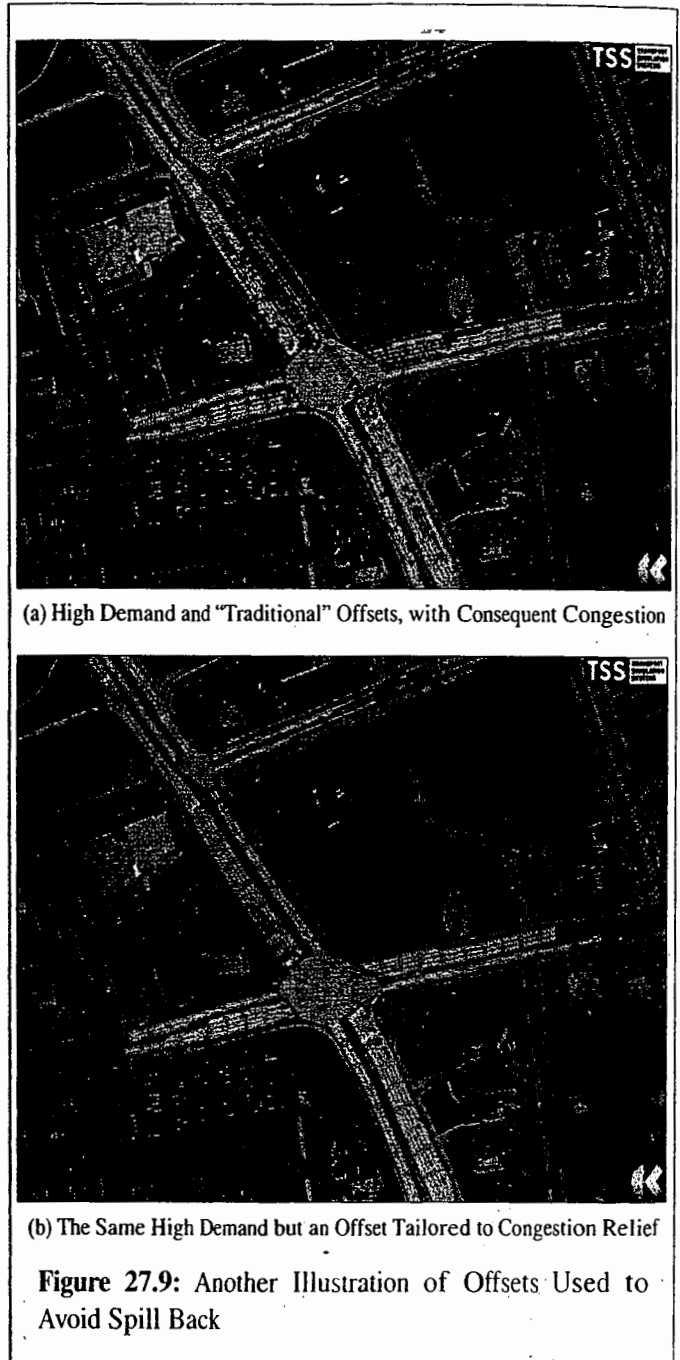 TSS
(a) High Demand and “Traditional” Offsets, with Consequent Congestion
TSS
(b) The Same High Demand but an Offset Tailored to Congestion Relief
Figure 27.9: Another Illustration of Offsets Used to
Avoid Spill Back